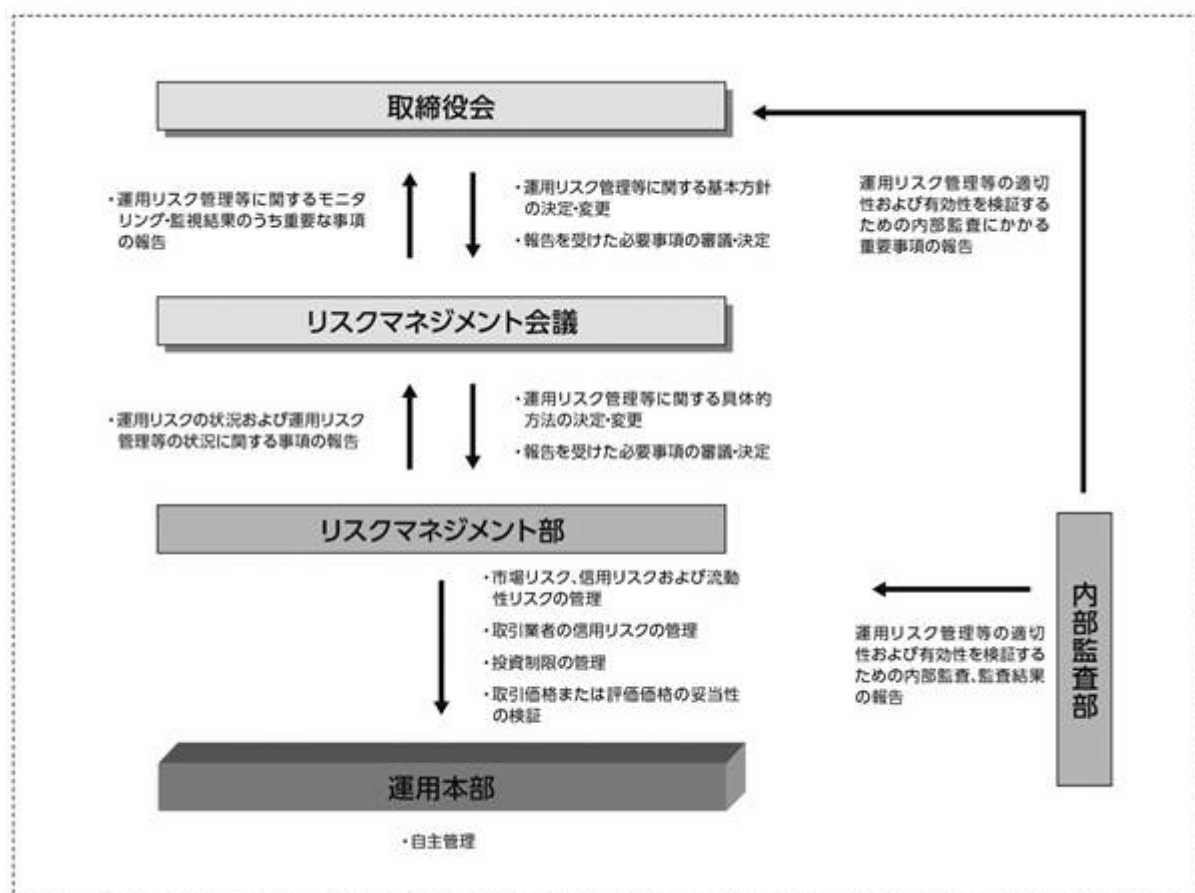 取締役会
・運用リスク管理等に関するモニタ
リング・監視結果のうち重要な事項
の報告
・運用リスク管理等に関する基本方針
の決定・変更
・報告を受けた必要事項の審議・決定
運用リスク管理等の適切
性および有効性を検証する
ための内部監査にかかる
重要事項の報告
リスクマネジメント会議
・運用リスクの状況および運用リスク
管理等の状況に関する事項の報告
・運用リスク管理等に関する具体的
方法の決定・変更
・報告を受けた必要事項の審議・決定
リスクマネジメント部
・市場リスク、信用リスクおよび流動
性リスクの管理
・取引業者の信用リスクの管理
・投資制限の管理
・取引価格または評価価格の妥当性
の検証
運用リスク管理等の適切
性および有効性を検証する
ための内部監査、監査結果
の報告
内部監査部
運用本部
・自主管理